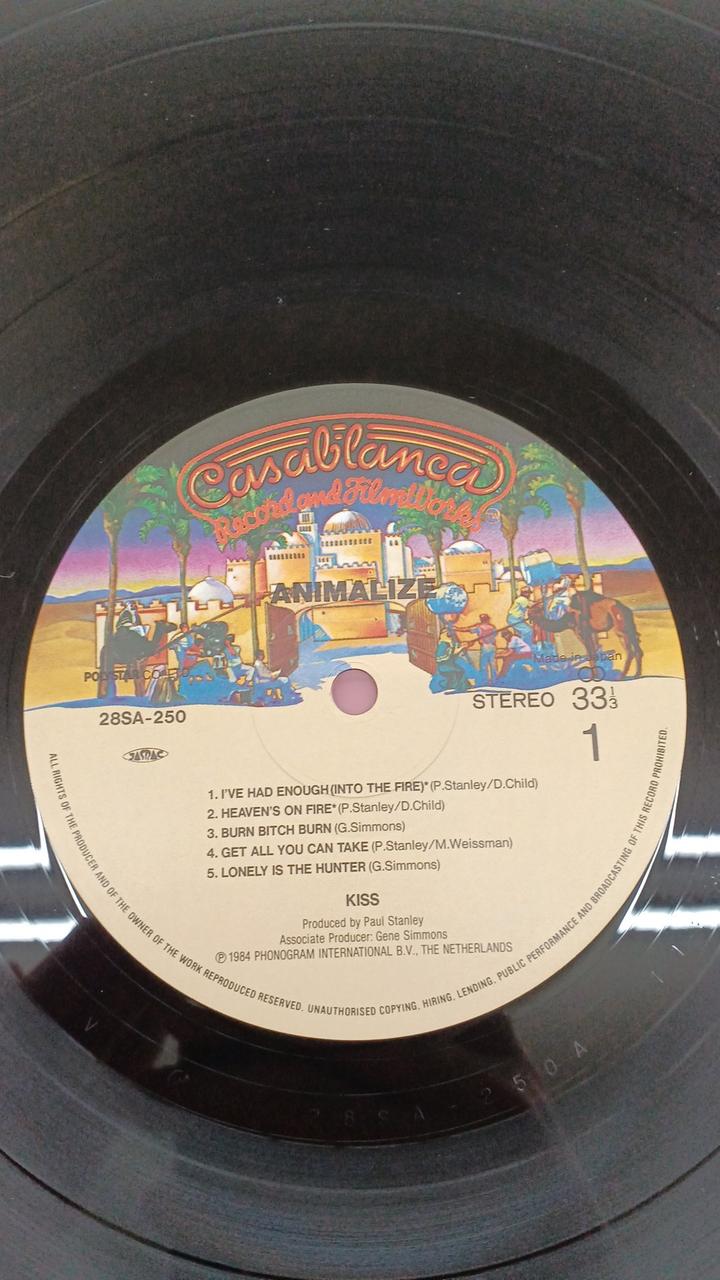 Casablanca
Record and FilmWorks
ANIMALIZE
Made in Japan
POLYSTAR CO.,
STEREO 33⅓
28SA-250
1
JASRAC
1. I'VE HAD ENOUGH(INTO THE FIRE)*(P.Stanley/D.Child)
2. HEAVEN'S ON FIRE*(P.Stanley/D.Child)
3. BURN BITCH BURN (G.Simmons)
4. GET ALL YOU CAN TAKE (P.Stanley/M.Weissman)
5. LONELY IS THE HUNTER (G.Simmons)
KISS
Produced by Paul Stanley
Associate Producer: Gene Simmons
℗1984 PHONOGRAM INTERNATIONAL B.V., THE NETHERLANDS
ALL RIGHTS OF THE PRODUCER AND OF THE OWNER OF THE WORK REPRODUCED RESERVED. UNAUTHORISED COPYING, HIRING, LENDING, PUBLIC PERFORMANCE AND BROADCASTING OF THIS RECORD PROHIBITED.
28SA-250A